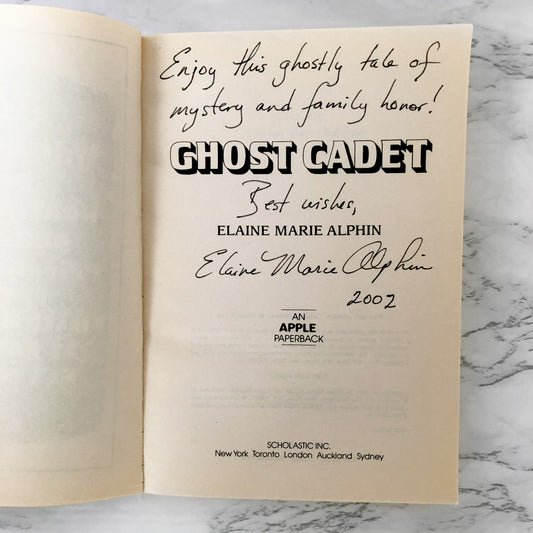 Enjoy this ghostly tale of
mystery and family honor!
GHOST CADET
Best wishes,
ELAINE MARIE ALPHIN
Elaine Marie Alphin
2002
AN
APPLE
PAPERBACK
SCHOLASTIC INC.
New York Toronto London Auckland Sydney